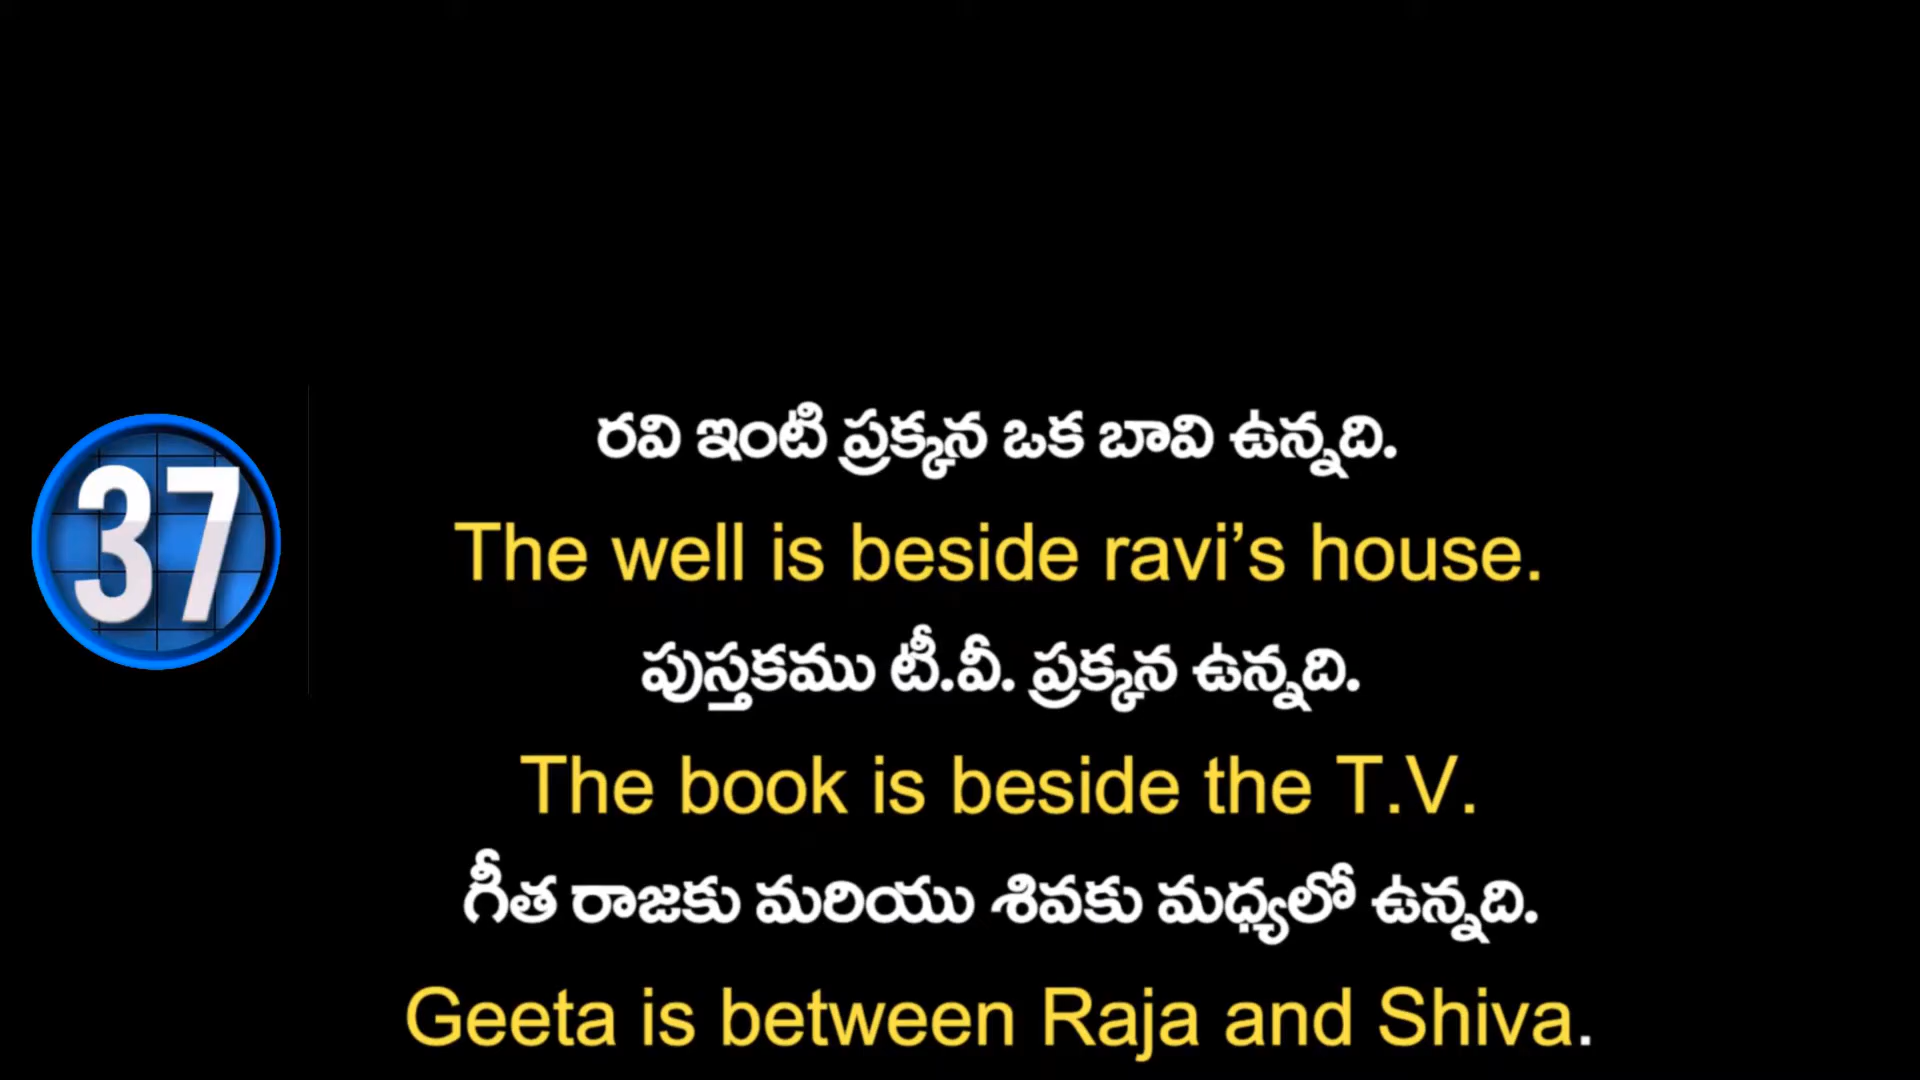 37
రవి ఇంటి ప్రక్కన ఒక బావి ఉన్నది.
The well is beside ravi’s house.
పుస్తకము టీ.వీ. ప్రక్కన ఉన్నది.
The book is beside the T.V.
గీత రాజకు మరియు శివకు మధ్యలో ఉన్నది.
Geeta is between Raja and Shiva.